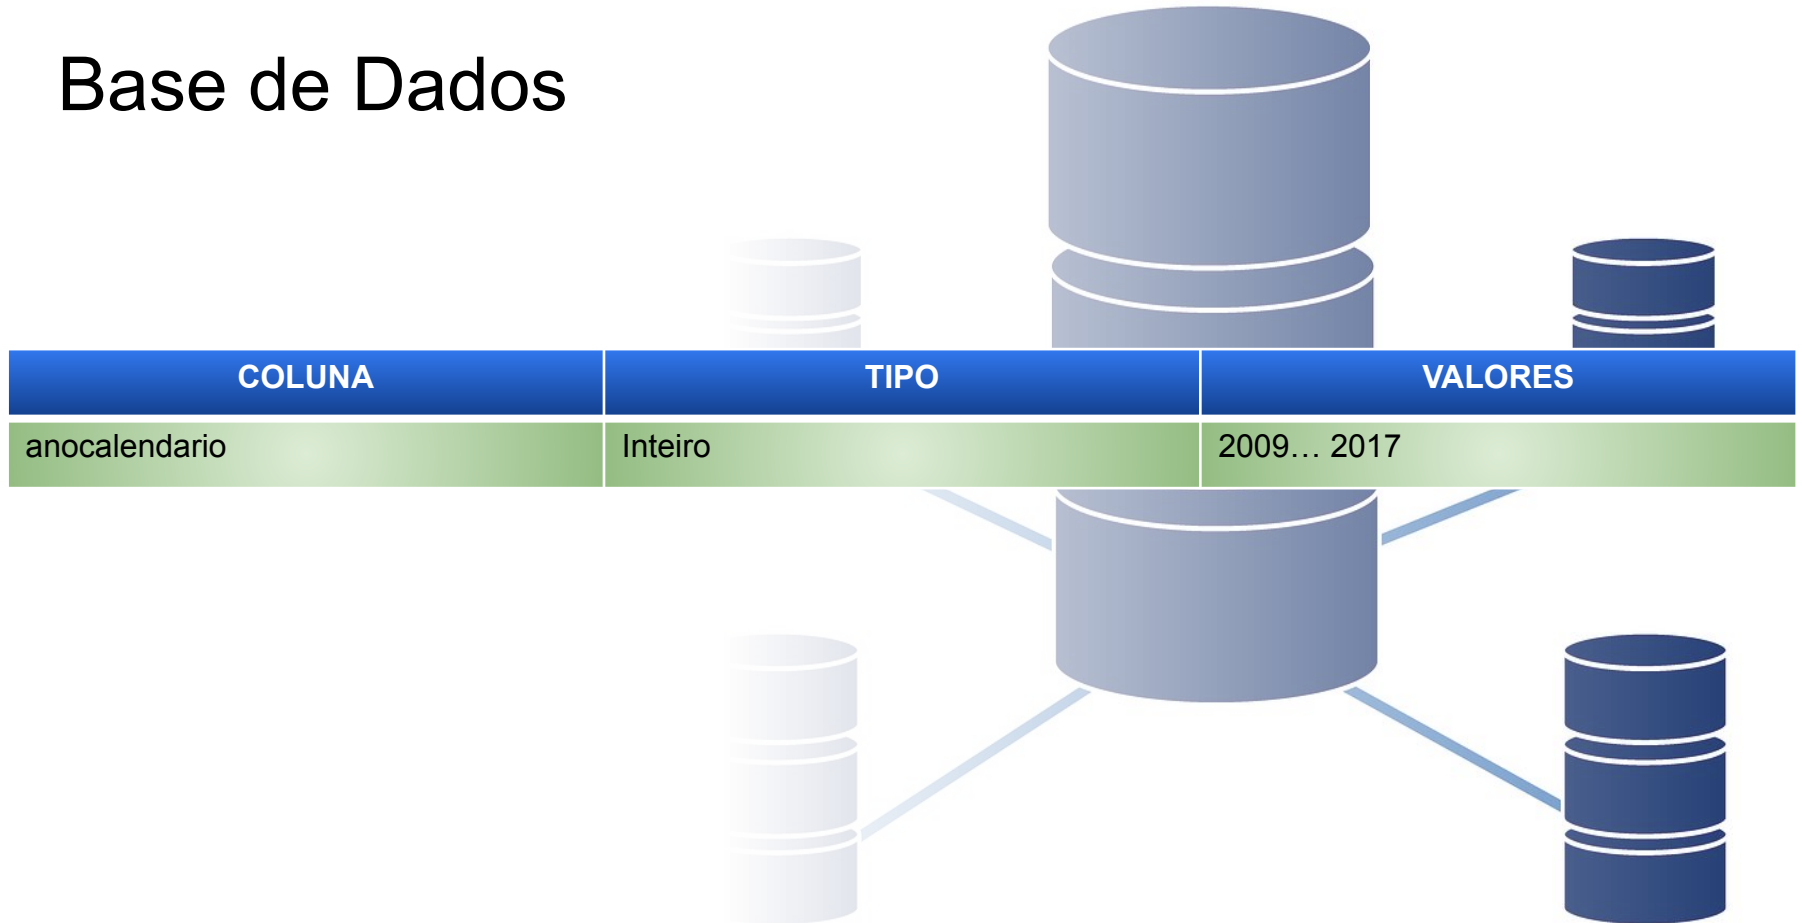 Base de Dados
COLUNA TIPO VALORES
anocalendario Inteiro 2009… 2017